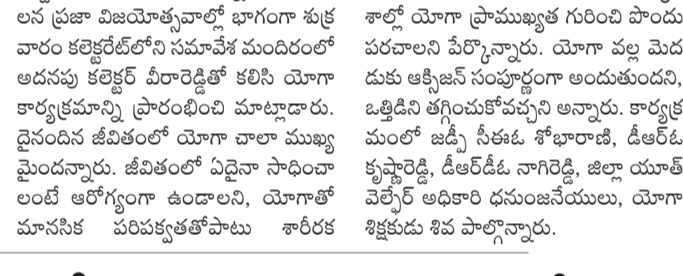 లన ప్రజా విజయోత్సవాల్లో భాగంగా శుక్ర
వారం కలెక్టరేట్‌లోని సమావేశ మందిరంలో
అదనపు కలెక్టర్ వీరారెడ్డితో కలిసి యోగా
కార్యక్రమాన్ని ప్రారంభించి మాట్లాడారు.
దైనందిన జీవితంలో యోగా చాలా ముఖ్య
మైందన్నారు. జీవితంలో ఏదైనా సాధించా
లంటే ఆరోగ్యంగా ఉండాలని, యోగాతో
మానసిక పరిపక్వతతోపాటు శారీరక
శాల్లో యోగా ప్రాముఖ్యత గురించి పొందు
పరచాలని పేర్కొన్నారు. యోగా వల్ల మెద
డుకు ఆక్సిజన్ సంపూర్ణంగా అందుతుందని,
ఒత్తిడిని తగ్గించుకోవచ్చని అన్నారు. కార్యక్ర
మంలో జడ్పీ సీఈఓ శోభారాణి, డీఆర్‌ఓ
కృష్ణారెడ్డి, డీఆర్‌డీఓ నాగిరెడ్డి, జిల్లా యూత్
వెల్ఫేర్ అధికారి ధనుంజనేయులు, యోగా
శిక్షకుడు శివ పాల్గొన్నారు.